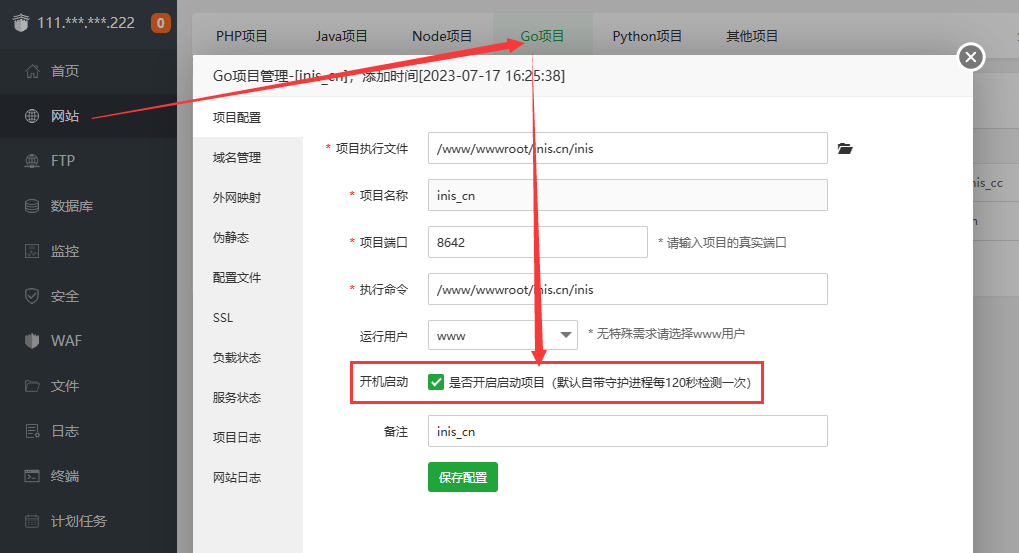 111.***.***.222 0
首页
网站
FTP
数据库
监控
安全
WAF
文件
日志
终端
计划任务
PHP项目 Java项目 Node项目 Go项目 Python项目 其他项目
Go项目管理-[inis_cn]，添加时间[2023-07-17 16:25:38]
项目配置
域名管理
外网映射
伪静态
配置文件
SSL
负载状态
服务状态
项目日志
网站日志
* 项目执行文件 /www/wwwroot/inis.cn/inis
* 项目名称 inis_cn
* 项目端口 8642 * 请输入项目的真实端口
* 执行命令 /www/wwwroot/inis.cn/inis
运行用户 www * 无特殊需求请选择www用户
开机启动 是否开启启动项目（默认自带守护进程每120秒检测一次）
备注 inis_cn
保存配置